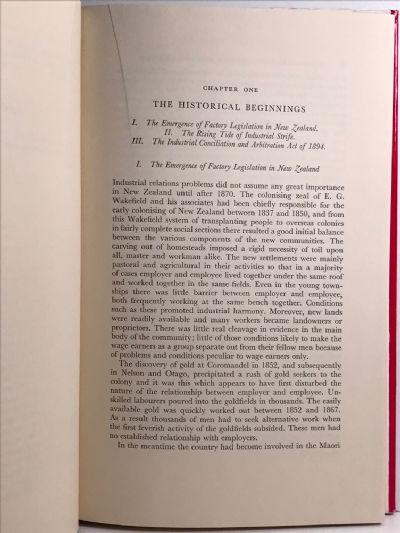 CHAPTER ONE
THE HISTORICAL BEGINNINGS
I. The Emergence of Factory Legislation in New Zealand.
II. The Rising Tide of Industrial Strife.
III. The Industrial Conciliation and Arbitration Act of 1894.
I. The Emergence of Factory Legislation in New Zealand
Industrial relations problems did not assume any great importance
in New Zealand until after 1870. The colonising zeal of E. G.
Wakefield and his associates had been chiefly responsible for the
early colonising of New Zealand between 1837 and 1850, and from
this Wakefield system of transplanting people to overseas colonies
in fairly complete social sections there resulted a good initial balance
between the various components of the new communities. The
carving out of homesteads imposed a rigid necessity of toil upon
all, master and workman alike. The new settlements were mainly
pastoral and agricultural in their activities so that in a majority
of cases employer and employee lived together under the same roof
and worked together in the same fields. Even in the young town-
ships there was little barrier between employer and employee,
both frequently working at the same bench together. Conditions
such as these promoted industrial harmony. Moreover, new lands
were readily available and many workers became landowners or
proprietors. There was little real cleavage in evidence in the main
body of the community; little of those conditions likely to make the
wage earners as a group separate out from their fellow men because
of problems and conditions peculiar to wage earners only.
The discovery of gold at Coromandel in 1852, and subsequently
in Nelson and Otago, precipitated a rush of gold seekers to the
colony and it was this which appears to have first disturbed the
nature of the relationship between employer and employee. Un-
skilled labourers poured into the goldfields in thousands. The easily
available gold was quickly worked out between 1852 and 1867.
As a result thousands of men had to seek alternative work when
the first feverish activity of the goldfields subsided. These men had
no established relationship with employers.
In the meantime the country had become involved in the Maori